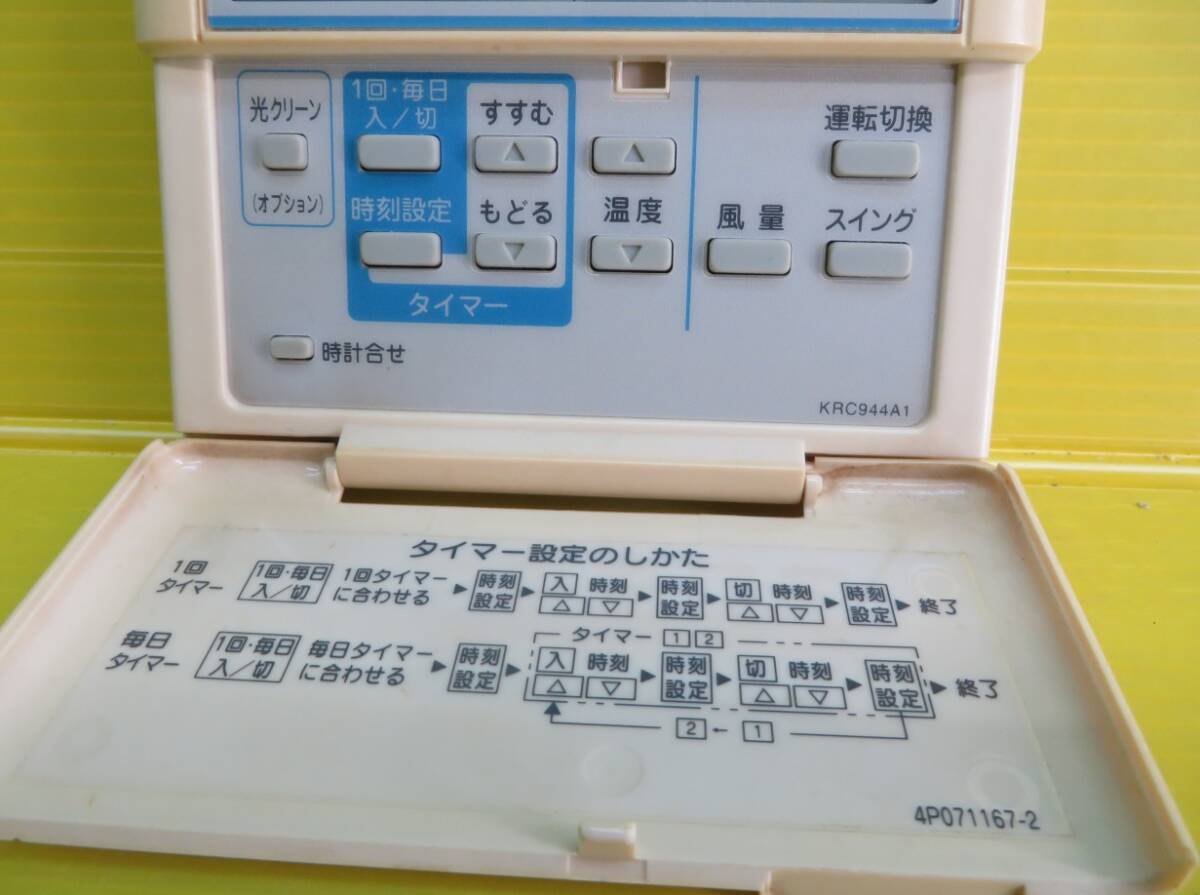 光クリーン
(オプション)
1回・毎日
入／切
時刻設定
すすむ
△
もどる
▽
タイマー
△
温度
▽
風量
運転切換
スイング
時計合せ
KRC944A1
タイマー設定のしかた
1回
タイマー
1回・毎日
入／切
1回タイマー
に合わせる
▶
時刻
設定
▶
入 時刻
△ ▽
▶
時刻
設定
▶
切 時刻
△ ▽
▶
時刻
設定
▶
終了
毎日
タイマー
1回・毎日
入／切
毎日タイマー
に合わせる
▶
時刻
設定
▶
タイマー 1 2
入 時刻
△ ▽
▶
時刻
設定
▶
切 時刻
△ ▽
▶
時刻
設定
▶
終了
2 ← 1
4P071167-2